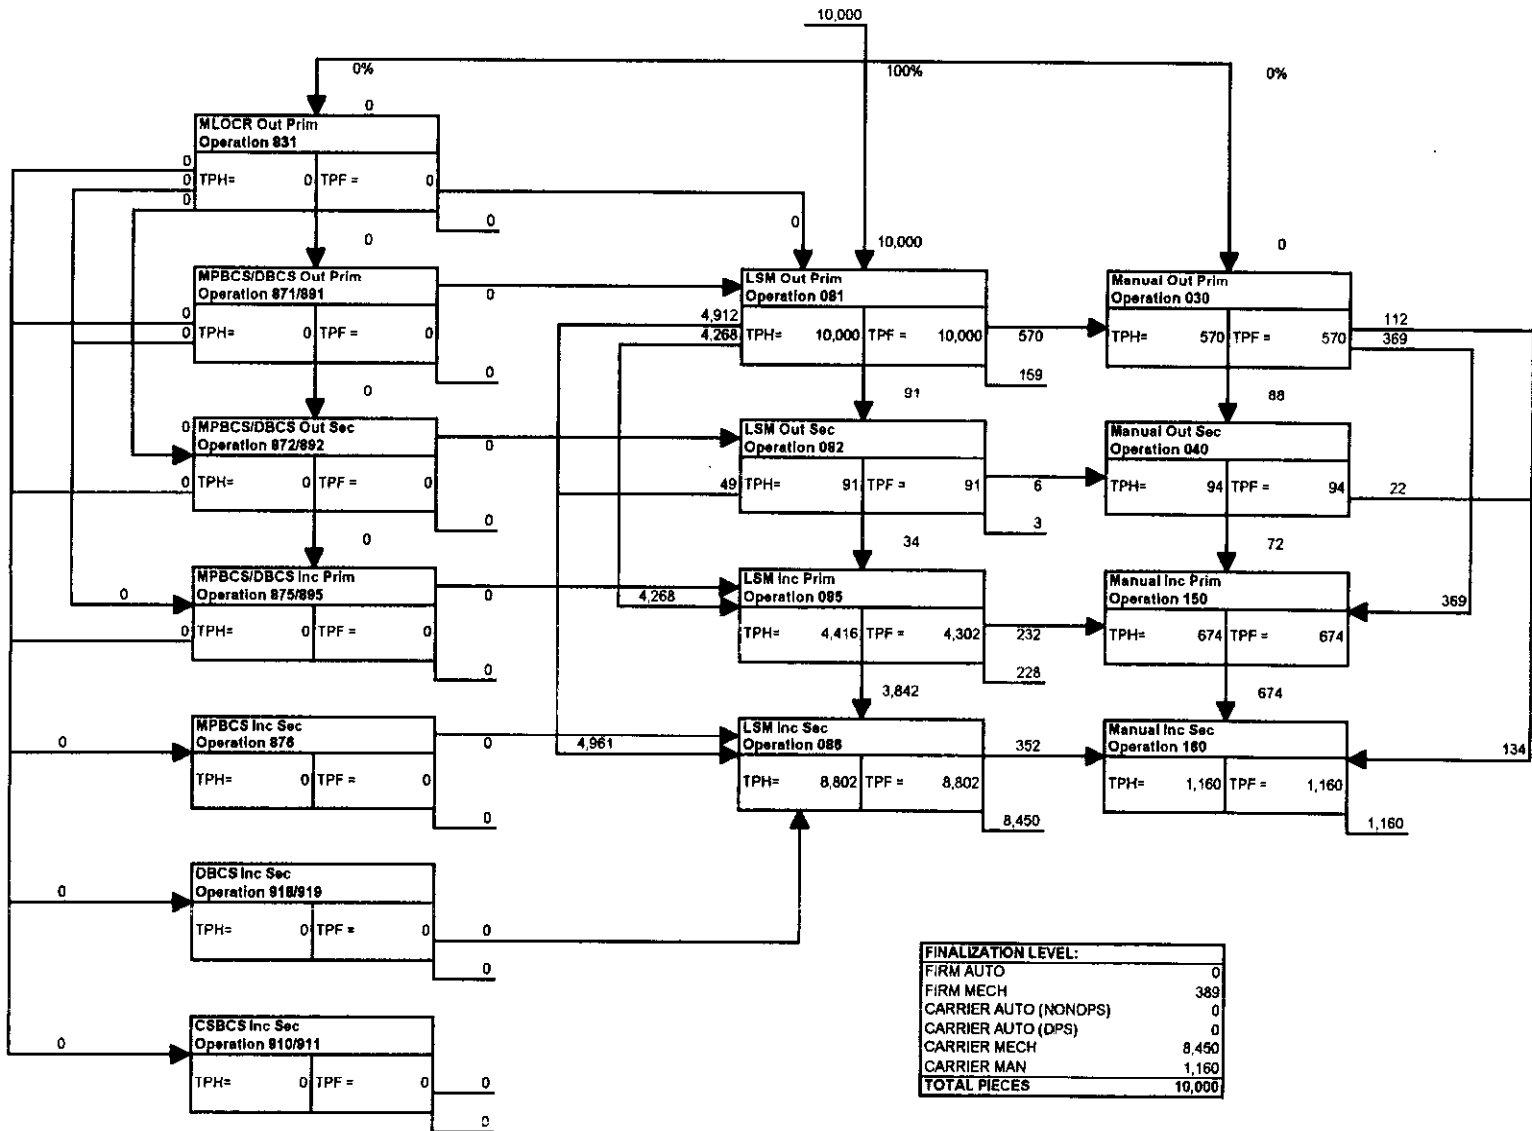 10,000
0% 100% 0%
0
MLOCR Out Prim
Operation 831
0
0
0
TPH= 0 TPF = 0
0
0
0
10,000
0
0
MPBCS/DBCS Out Prim
Operation 871/891
0
0
0
TPH= 0 TPF = 0
0
0
LSM Out Prim
Operation 081
4,912
4,268
TPH= 10,000 TPF = 10,000
570
159
91
Manual Out Prim
Operation 030
TPH= 570 TPF = 570
112
369
88
MPBCS/DBCS Out Sec
Operation 872/892
0
0
0
TPH= 0 TPF = 0
0
0
LSM Out Sec
Operation 082
49
TPH= 91 TPF = 91
6
3
34
Manual Out Sec
Operation 040
TPH= 94 TPF = 94
22
72
MPBCS/DBCS Inc Prim
Operation 875/895
0
0
0
TPH= 0 TPF = 0
0
LSM Inc Prim
Operation 085
4,268
TPH= 4,416 TPF = 4,302
232
228
3,842
Manual Inc Prim
Operation 150
369
TPH= 674 TPF = 674
674
MPBCS Inc Sec
Operation 876
0
0
TPH= 0 TPF = 0
0
LSM Inc Sec
Operation 086
4,961
352
TPH= 8,802 TPF = 8,802
8,450
Manual Inc Sec
Operation 160
134
TPH= 1,160 TPF = 1,160
1,160
DBCS Inc Sec
Operation 918/919
0
TPH= 0 TPF = 0
0
0
CSBCS Inc Sec
Operation 910/911
0
TPH= 0 TPF = 0
0
0
FINALIZATION LEVEL:
FIRM AUTO 0
FIRM MECH 389
CARRIER AUTO (NONDPS) 0
CARRIER AUTO (DPS) 0
CARRIER MECH 8,450
CARRIER MAN 1,160
TOTAL PIECES 10,000